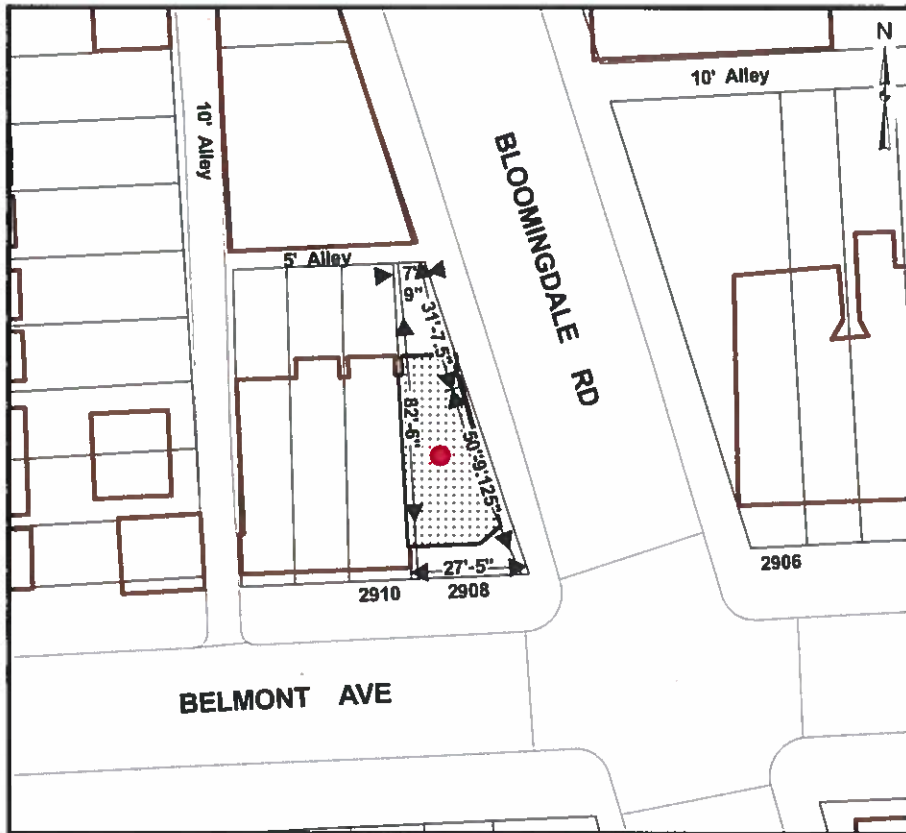 N
10' Alley
10' Alley
BLOOMINGDALE RD
5' Alley
7'
9"
31'-7.5"
82'-6"
50'-9.125"
27'-5"
2910
2908
2906
BELMONT AVE